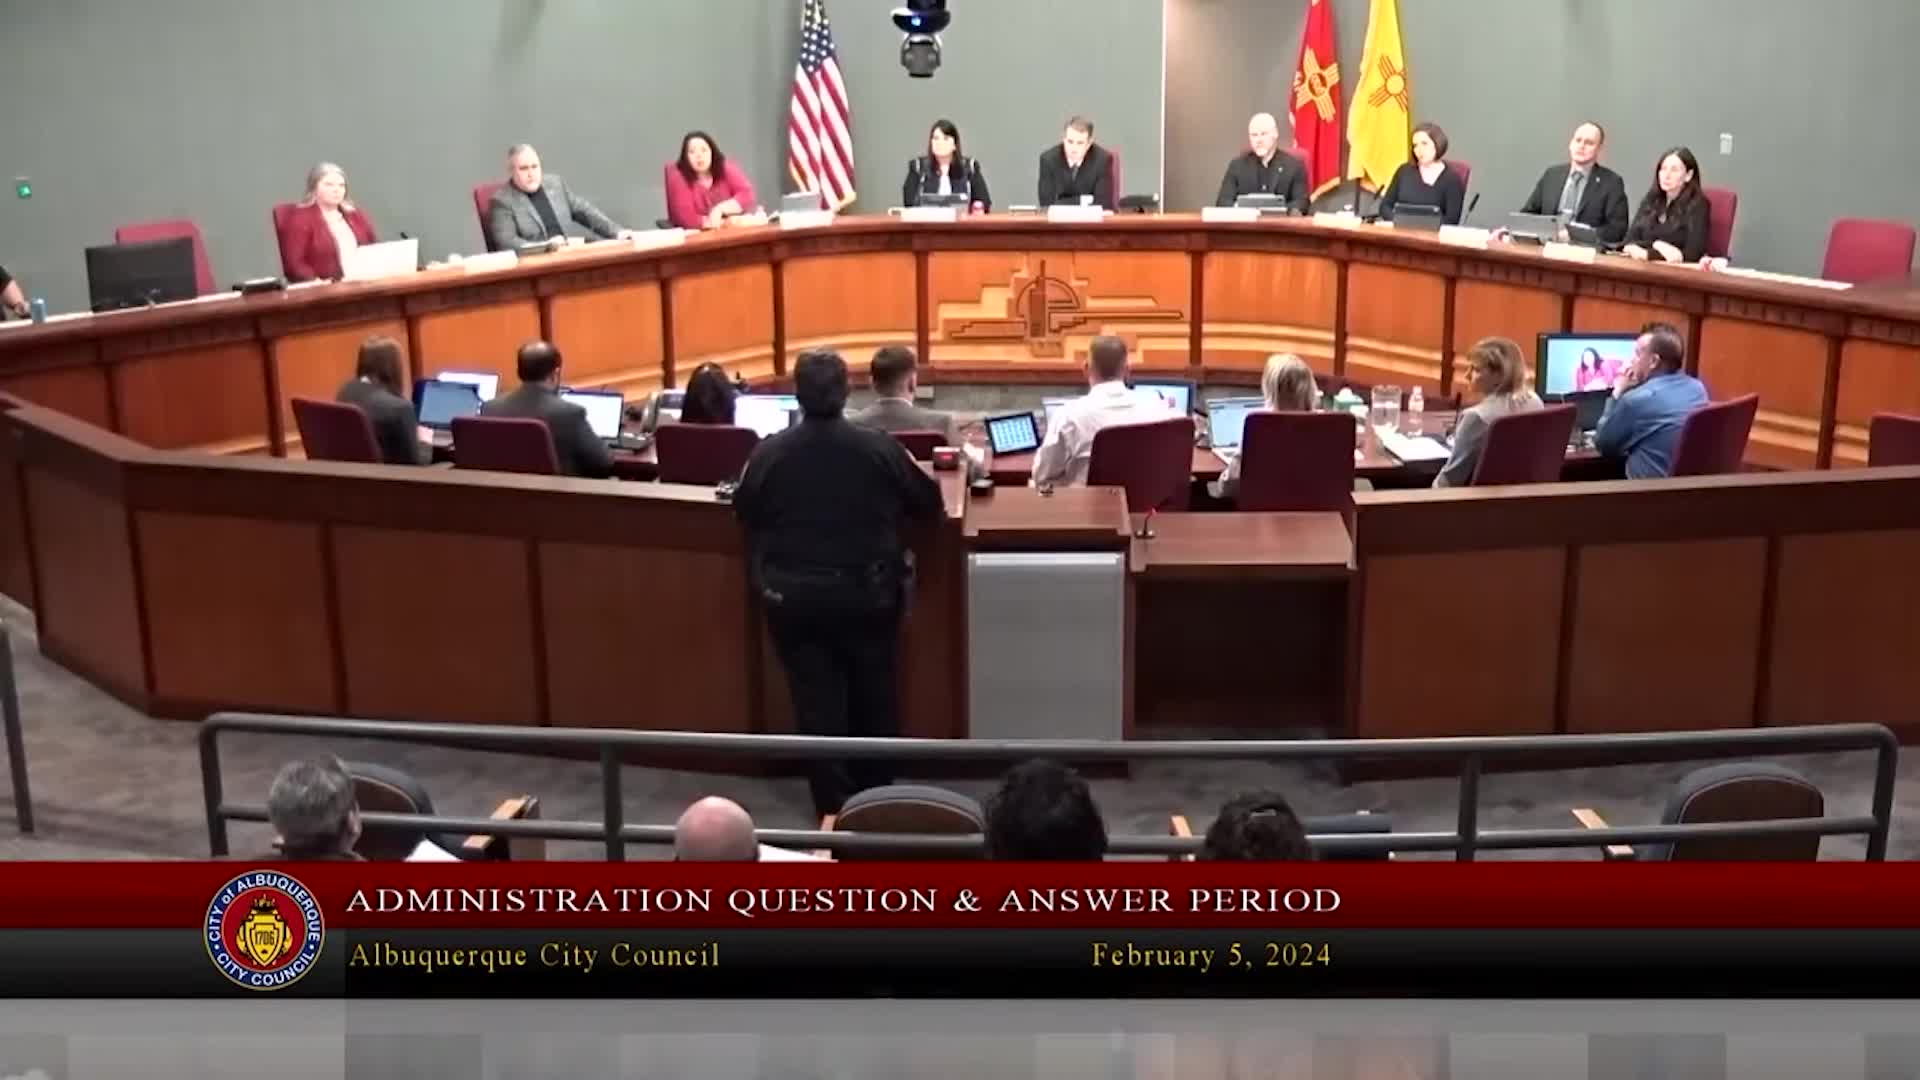 ADMINISTRATION QUESTION & ANSWER PERIOD
Albuquerque City Council
February 5, 2024
CITY of ALBUQUERQUE
1706
CITY COUNCIL